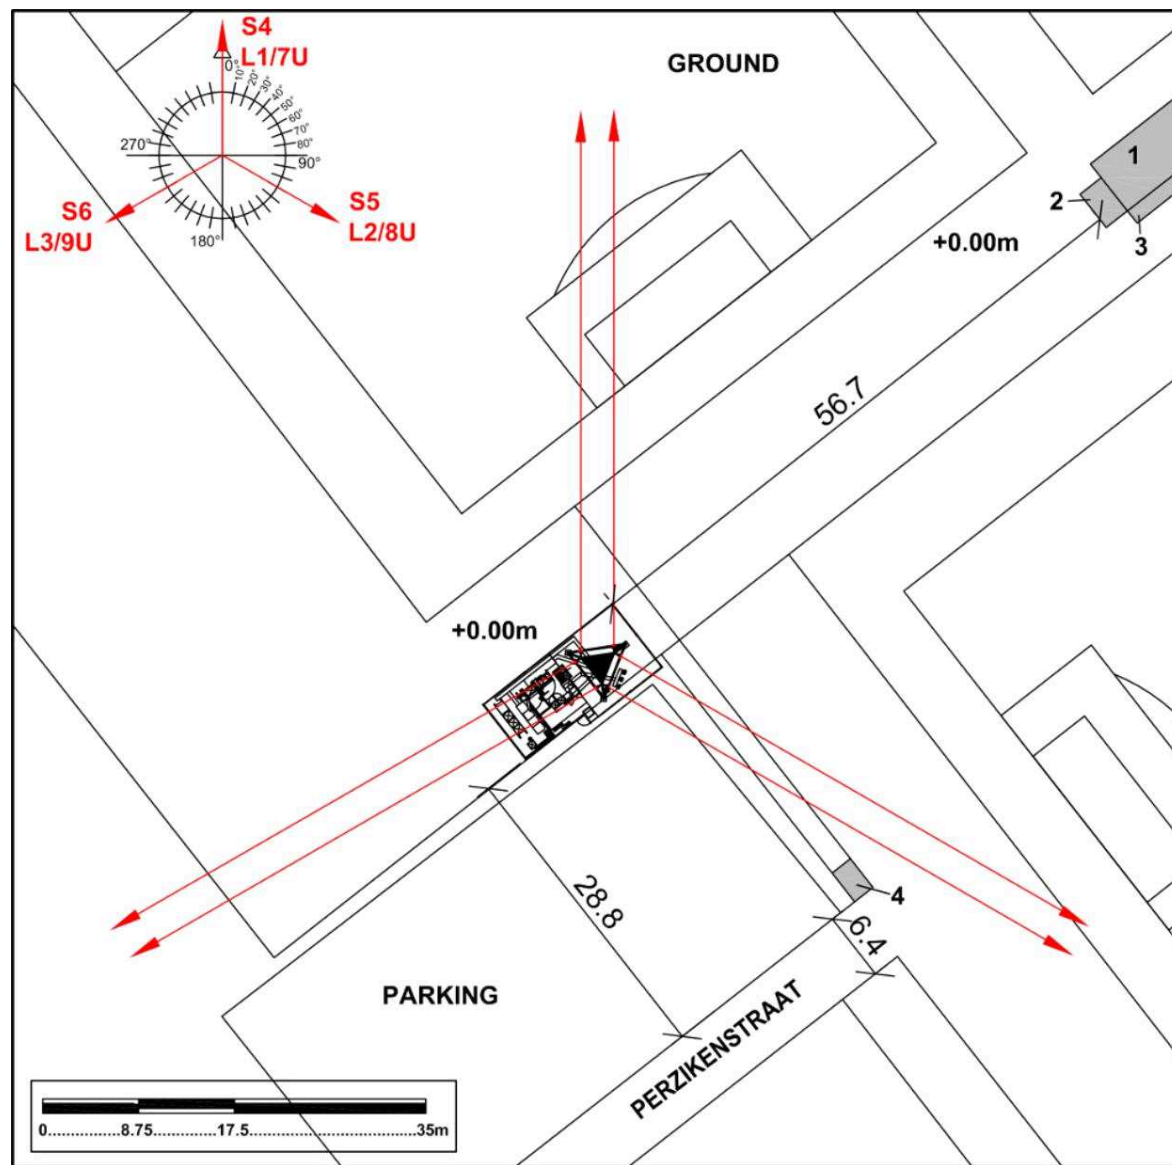 S4
L1/7U
0°
10°
20°
30°
40°
50°
60°
70°
80°
90°
180°
270°
S5
L2/8U
S6
L3/9U
GROUND
1
2
3
+0.00m
56.7
+0.00m
4
28.8
6.4
PARKING
PERZIKENSTRAAT
0..............8.75..............17.5............................35m